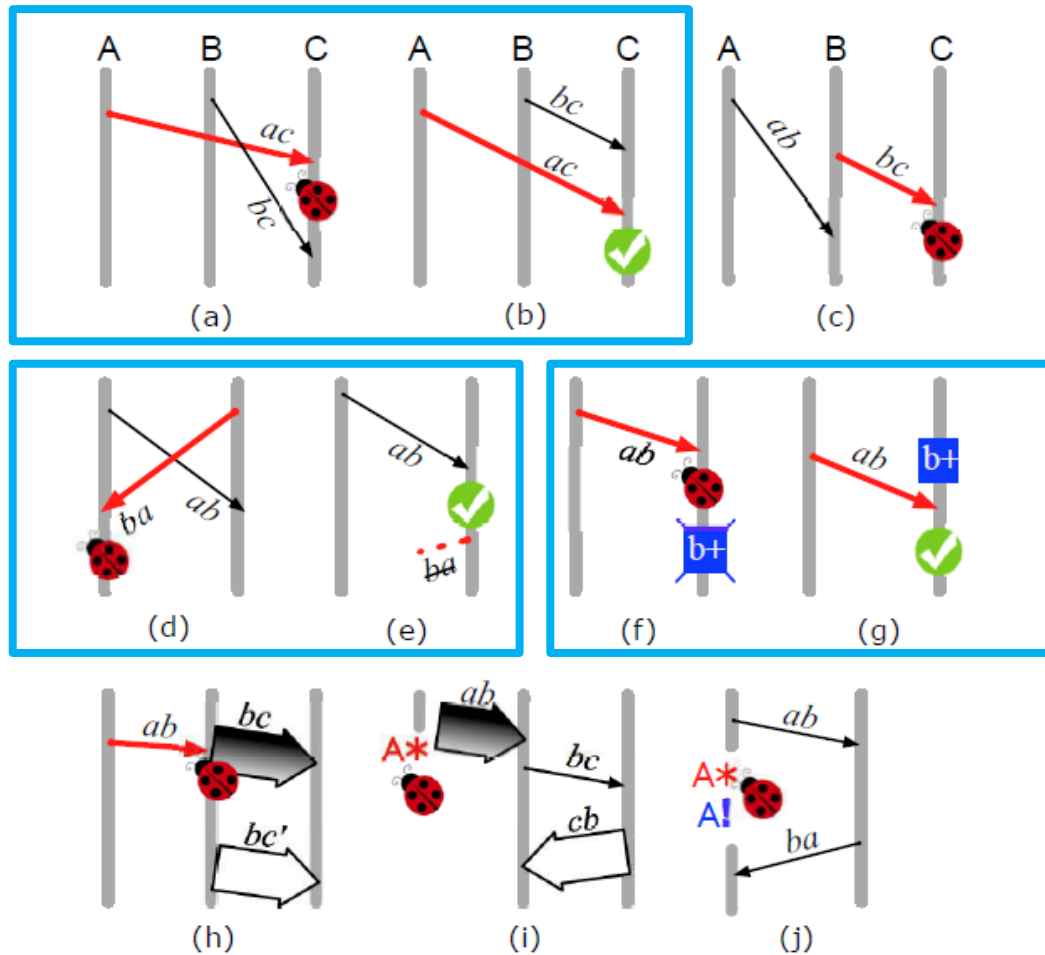 A B C A B C A B C
ac bc bc ac ab bc
(a) (b) (c)
ba ab ab ba ab b+ ab b+
(d) (e) (f) (g)
ab bc bc' A* ab bc cb ab A* A! ba
(h) (i) (j)